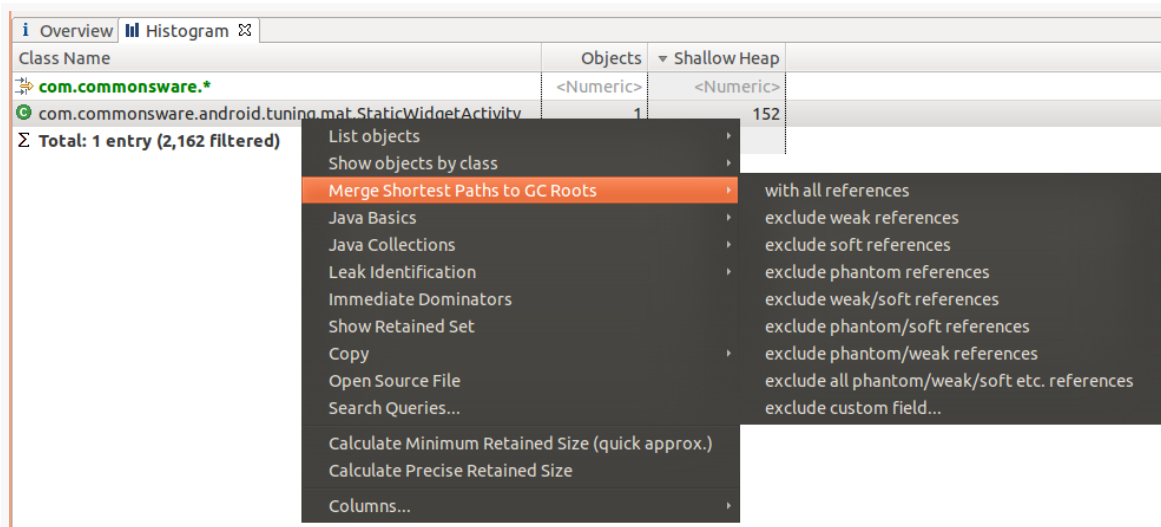 i Overview Histogram
Class Name Objects Shallow Heap
com.commonsware.* <Numeric> <Numeric>
com.commonsware.android.tuning.mat.StaticWidgetActivity 1 152
Σ Total: 1 entry (2,162 filtered)
List objects
Show objects by class
Merge Shortest Paths to GC Roots
Java Basics
Java Collections
Leak Identification
Immediate Dominators
Show Retained Set
Copy
Open Source File
Search Queries...
Calculate Minimum Retained Size (quick approx.)
Calculate Precise Retained Size
Columns...
with all references
exclude weak references
exclude soft references
exclude phantom references
exclude weak/soft references
exclude phantom/soft references
exclude phantom/weak references
exclude all phantom/weak/soft etc. references
exclude custom field...